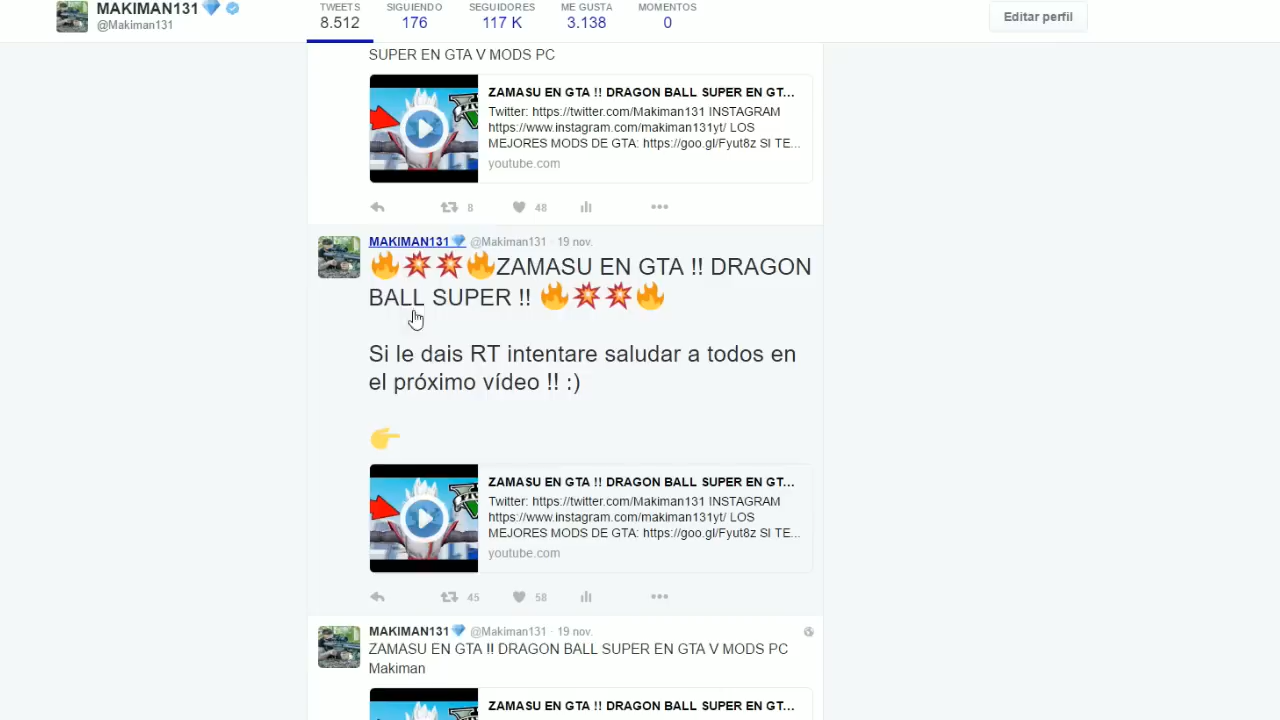 MAKIMAN131💎
@Makiman131
TWEETS
8.512
SIGUIENDO
176
SEGUIDORES
117 K
ME GUSTA
3.138
MOMENTOS
0
Editar perfil
SUPER EN GTA V MODS PC
ZAMASU EN GTA !! DRAGON BALL SUPER EN GT...
Twitter: https://twitter.com/Makiman131 INSTAGRAM
https://www.instagram.com/makiman131yt/ LOS
MEJORES MODS DE GTA: https://goo.gl/Fyut8z SI TE...
youtube.com
8
48
MAKIMAN131💎 @Makiman131 · 19 nov.
🔥💥💥🔥ZAMASU EN GTA !! DRAGON
BALL SUPER !! 🔥💥💥🔥
Si le dais RT intentare saludar a todos en
el próximo vídeo !! :)
👉
ZAMASU EN GTA !! DRAGON BALL SUPER EN GT...
Twitter: https://twitter.com/Makiman131 INSTAGRAM
https://www.instagram.com/makiman131yt/ LOS
MEJORES MODS DE GTA: https://goo.gl/Fyut8z SI TE...
youtube.com
45
58
MAKIMAN131💎 @Makiman131 · 19 nov.
ZAMASU EN GTA !! DRAGON BALL SUPER EN GTA V MODS PC
Makiman
ZAMASU EN GTA !! DRAGON BALL SUPER EN GT...